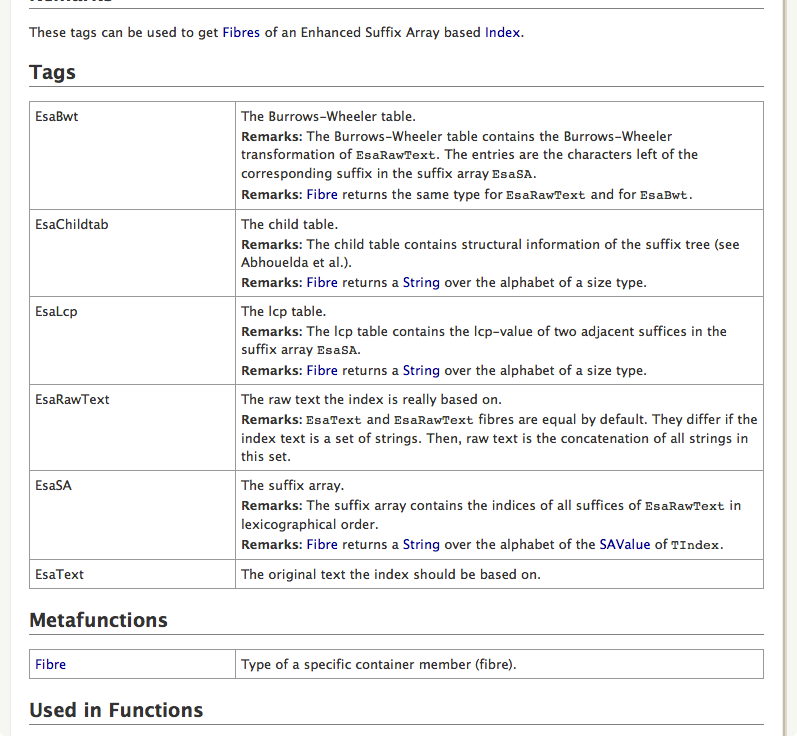 These tags can be used to get Fibres of an Enhanced Suffix Array based Index.
Tags
EsaBwt
The Burrows-Wheeler table.
Remarks: The Burrows-Wheeler table contains the Burrows-Wheeler
transformation of EsaRawText. The entries are the characters left of the
corresponding suffix in the suffix array EsaSA.
Remarks: Fibre returns the same type for EsaRawText and for EsaBwt.
EsaChildtab
The child table.
Remarks: The child table contains structural information of the suffix tree (see
Abhouelda et al.).
Remarks: Fibre returns a String over the alphabet of a size type.
EsaLcp
The lcp table.
Remarks: The lcp table contains the lcp-value of two adjacent suffices in the
suffix array EsaSA.
Remarks: Fibre returns a String over the alphabet of a size type.
EsaRawText
The raw text the index is really based on.
Remarks: EsaText and EsaRawText fibres are equal by default. They differ if the
index text is a set of strings. Then, raw text is the concatenation of all strings in
this set.
EsaSA
The suffix array.
Remarks: The suffix array contains the indices of all suffices of EsaRawText in
lexicographical order.
Remarks: Fibre returns a String over the alphabet of the SAValue of TIndex.
EsaText
The original text the index should be based on.
Metafunctions
Fibre
Type of a specific container member (fibre).
Used in Functions